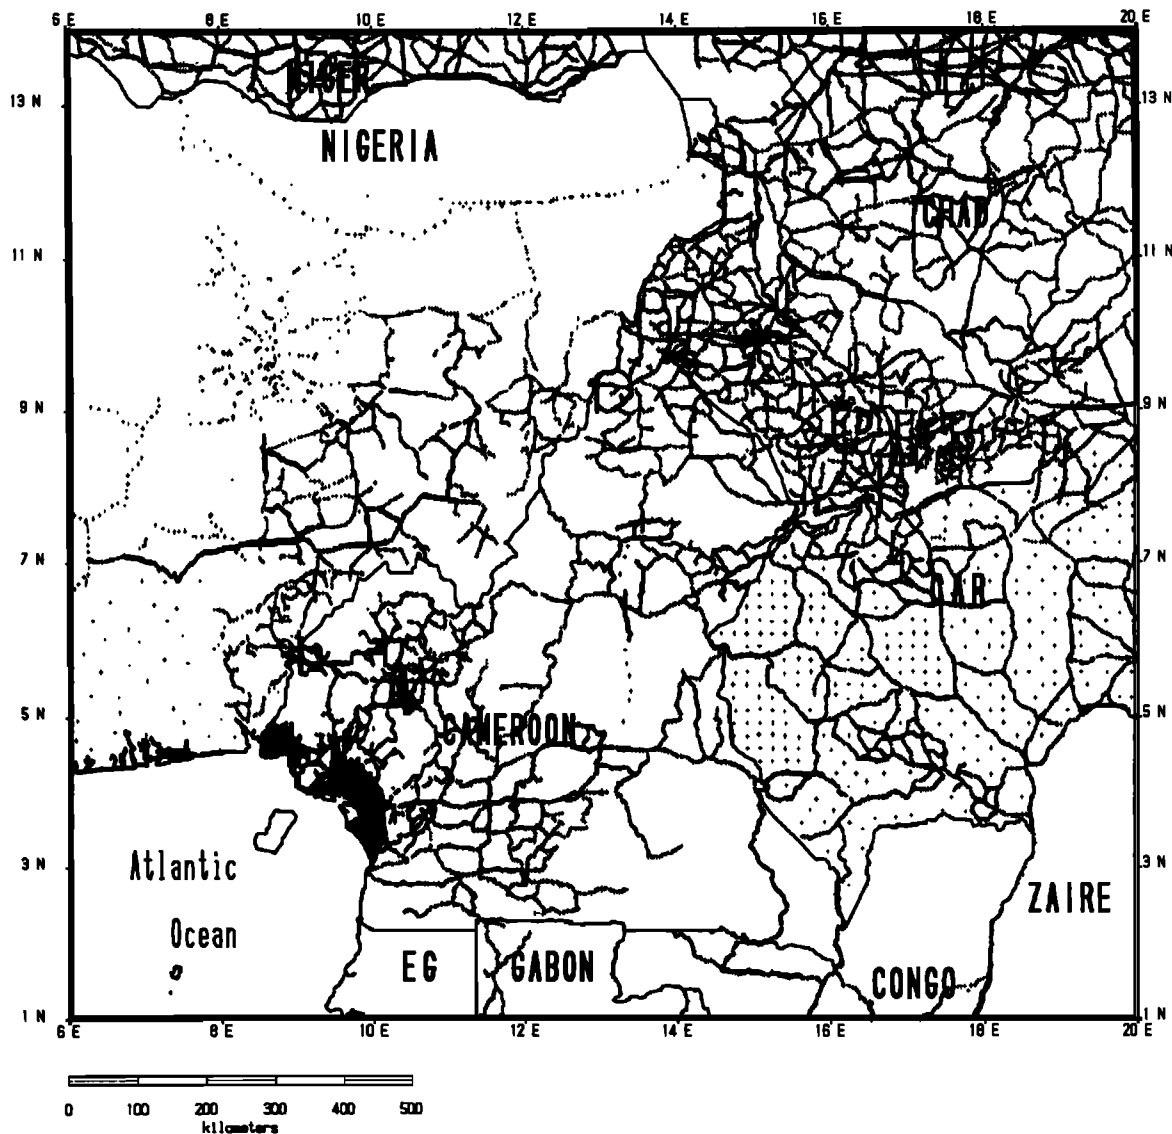 6 E 8 E 10 E 12 E 14 E 16 E 18 E 20 E
NIGER
13 N 13 N
NIGERIA
CHAD
11 N 11 N
9 N 9 N
7 N 7 N
CAR
5 N 5 N
CAMEROON
Atlantic
3 N 3 N
ZAIRE
Ocean
EG GABON CONGO
1 N 1 N
6 E 8 E 10 E 12 E 14 E 16 E 18 E 20 E
0 100 200 300 400 500
kilometers